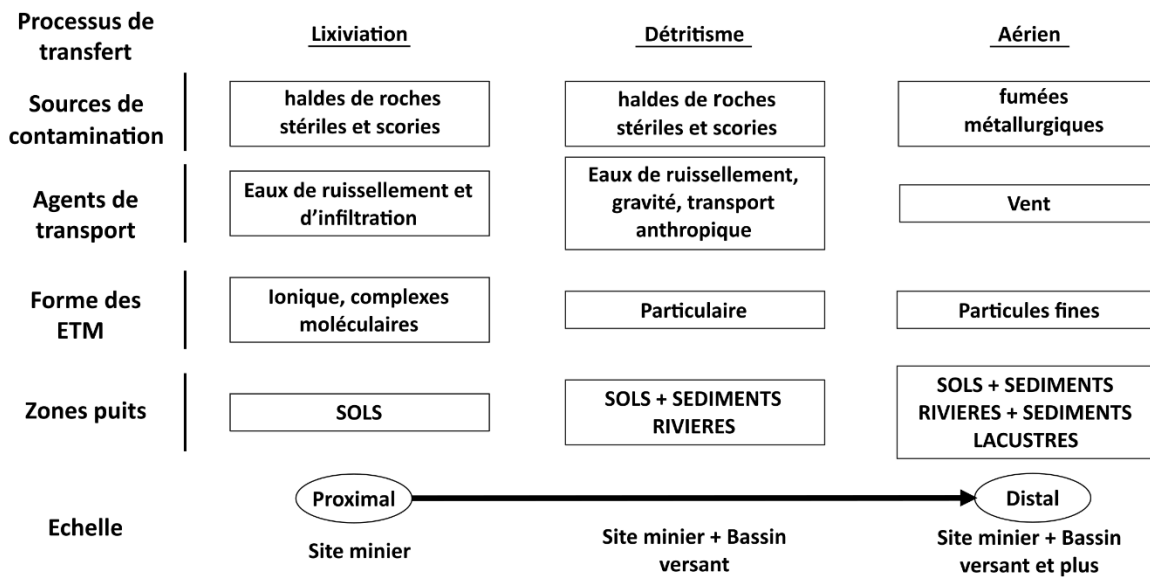 Processus de
transfert
Lixiviation
Détritisme
Aérien
Sources de
contamination
haldes de roches
stériles et scories
haldes de roches
stériles et scories
fumées
métallurgiques
Agents de
transport
Eaux de ruissellement et
d'infiltration
Eaux de ruissellement,
gravité, transport
anthropique
Vent
Forme des
ETM
Ionique, complexes
moléculaires
Particulaire
Particules fines
Zones puits
SOLS
SOLS + SEDIMENTS
RIVIERES
SOLS + SEDIMENTS
RIVIERES + SEDIMENTS
LACUSTRES
Echelle
Proximal
Distal
Site minier
Site minier + Bassin
versant
Site minier + Bassin
versant et plus